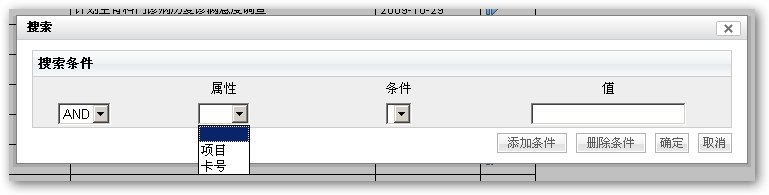 2009-10-29
搜索
搜索条件
属性 条件 值
AND
项目
卡号
添加条件 删除条件 确定 取消